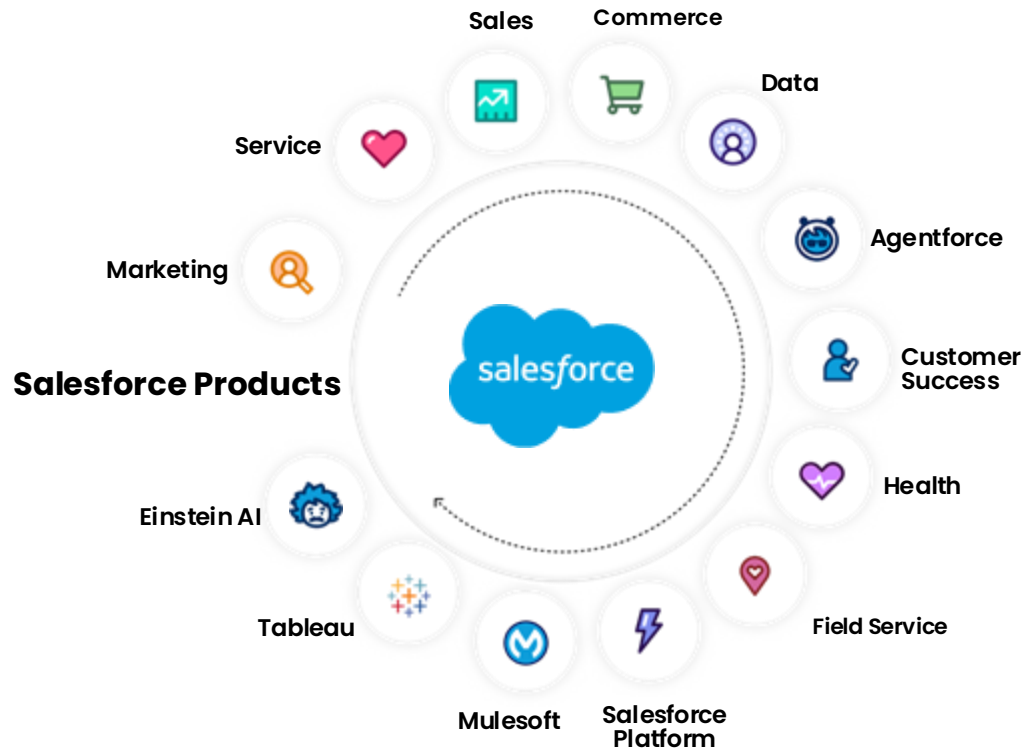 Sales
Commerce
Data
Service
Agentforce
Marketing
salesforce
Customer
Success
Salesforce Products
Health
Einstein AI
Tableau
Field Service
Mulesoft
Salesforce
Platform